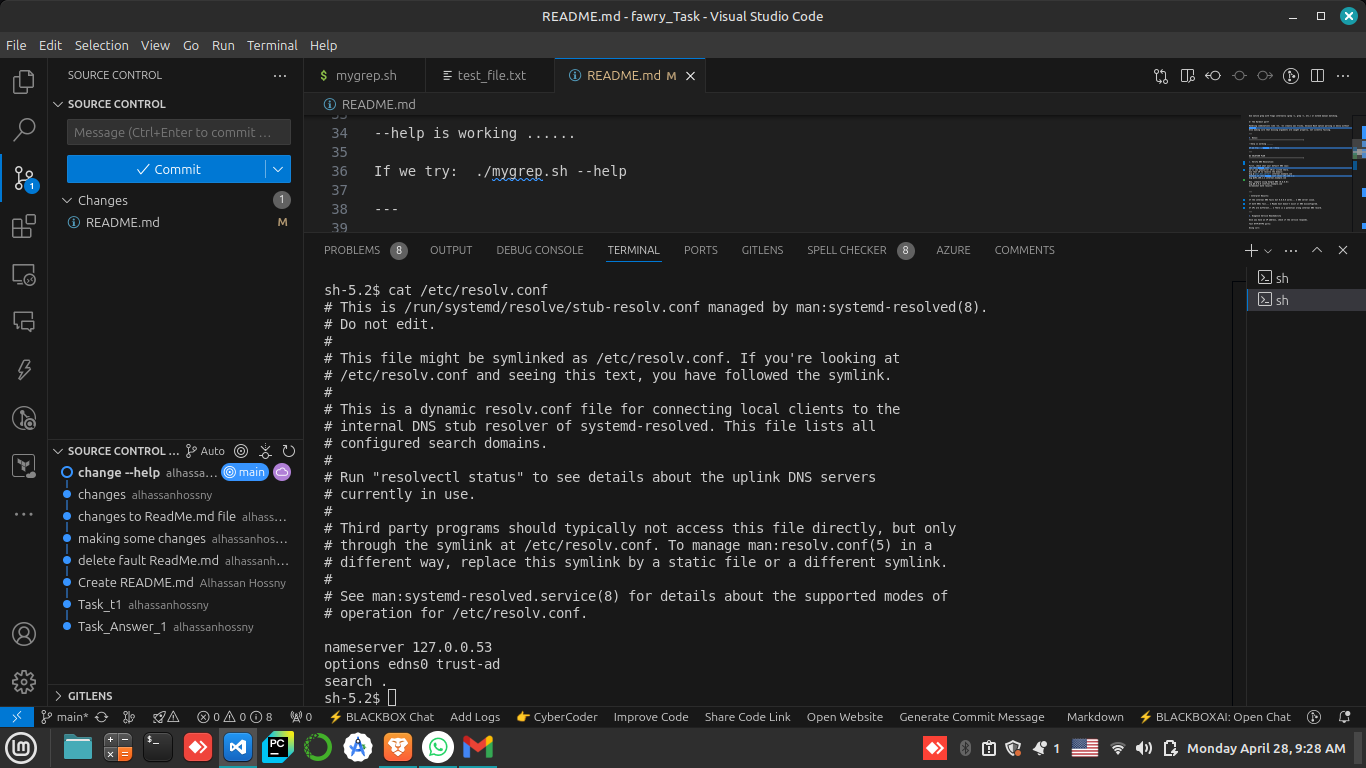 README.md - fawry_Task - Visual Studio Code
File Edit Selection View Go Run Terminal Help
SOURCE CONTROL
SOURCE CONTROL
Message (Ctrl+Enter to commit ...
Commit
Changes 1
README.md M
SOURCE CONTROL ... Auto
change --help alhassa... main
changes alhassanhossny
changes to ReadMe.md file alhass...
making some changes alhassanhos...
delete fault ReadMe.md alhassanh...
Create README.md Alhassan Hossny
Task_t1 alhassanhossny
Task_Answer_1 alhassanhossny
GITLENS
1
$ mygrep.sh test_file.txt README.md M
README.md
33
34 --help is working ......
35
36 If we try: ./mygrep.sh --help
37
38 ---
39
PROBLEMS 8 OUTPUT DEBUG CONSOLE TERMINAL PORTS GITLENS SPELL CHECKER 8 AZURE COMMENTS
sh
sh
sh-5.2$ cat /etc/resolv.conf
# This is /run/systemd/resolve/stub-resolv.conf managed by man:systemd-resolved(8).
# Do not edit.
#
# This file might be symlinked as /etc/resolv.conf. If you're looking at
# /etc/resolv.conf and seeing this text, you have followed the symlink.
#
# This is a dynamic resolv.conf file for connecting local clients to the
# internal DNS stub resolver of systemd-resolved. This file lists all
# configured search domains.
#
# Run "resolvectl status" to see details about the uplink DNS servers
# currently in use.
#
# Third party programs should typically not access this file directly, but only
# through the symlink at /etc/resolv.conf. To manage man:resolv.conf(5) in a
# different way, replace this symlink by a static file or a different symlink.
#
# See man:systemd-resolved.service(8) for details about the supported modes of
# operation for /etc/resolv.conf.
nameserver 127.0.0.53
options edns0 trust-ad
search .
sh-5.2$
main* 0 0 8 0 BLACKBOX Chat Add Logs CyberCoder Improve Code Share Code Link Open Website Generate Commit Message Markdown BLACKBOXAI: Open Chat
PC
1 Monday April 28, 9:28 AM